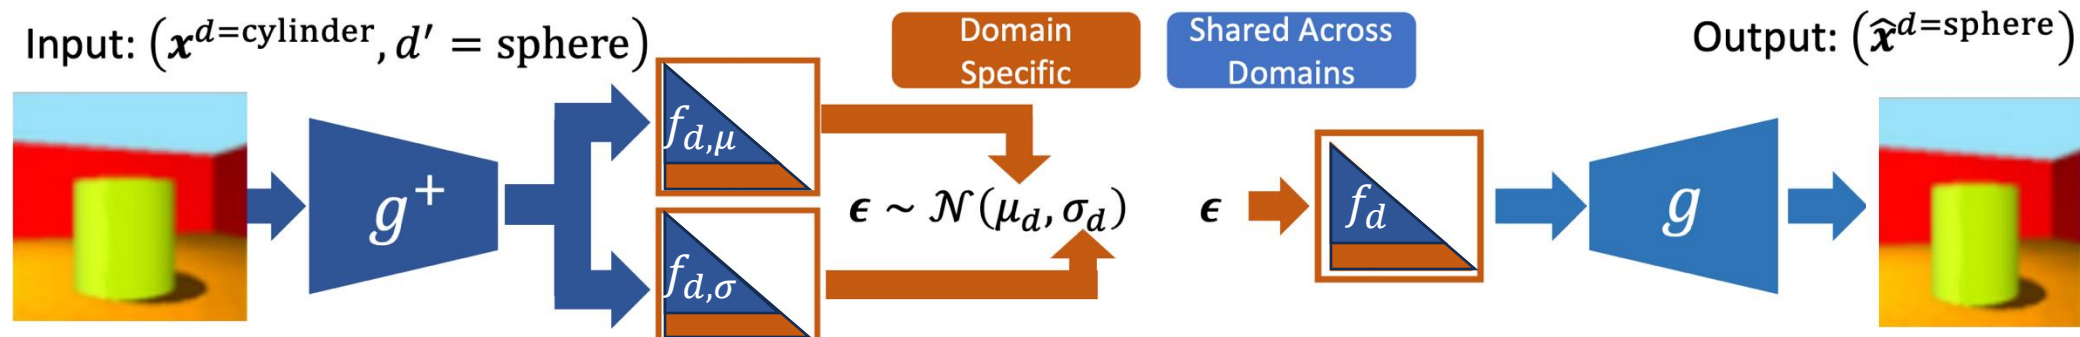 Input: (𝒙^{d=cylinder}, d′ = sphere)
Domain
Specific
Shared Across
Domains
Output: (𝒙̂^{d=sphere})
g⁺
f_{d,μ}
f_{d,σ}
ϵ ~ 𝒩(μ_d, σ_d)
ϵ
f_d
g